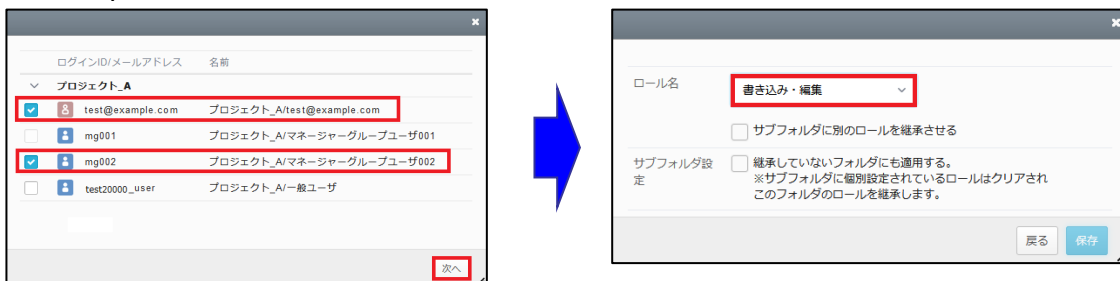 ログインID/メールアドレス 名前
プロジェクト_A
test@example.com プロジェクト_A/test@example.com
mg001 プロジェクト_A/マネージャーグループユーザ001
mg002 プロジェクト_A/マネージャーグループユーザ002
test20000_user プロジェクト_A/一般ユーザ
次へ
ロール名 書き込み・編集
サブフォルダに別のロールを継承させる
サブフォルダ設定 継承していないフォルダにも適用する。
※サブフォルダに個別設定されているロールはクリアされ
このフォルダのロールを継承します。
戻る 保存